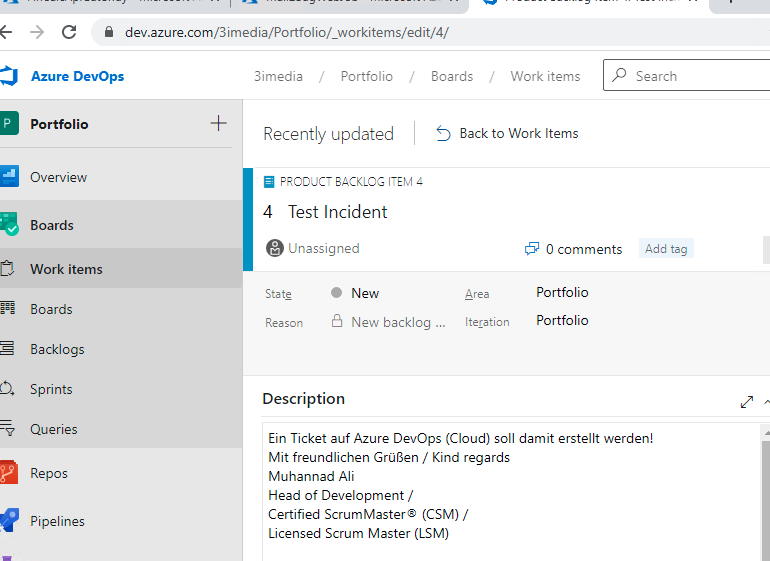 dev.azure.com/3imedia/Portfolio/_workitems/edit/4/
Azure DevOps
3imedia / Portfolio / Boards / Work items
Search
P
Portfolio
Overview
Boards
Work items
Boards
Backlogs
Sprints
Queries
Repos
Pipelines
Recently updated
Back to Work Items
PRODUCT BACKLOG ITEM 4
4 Test Incident
Unassigned
0 comments
Add tag
State New
Area Portfolio
Reason New backlog ...
Iteration Portfolio
Description
Ein Ticket auf Azure DevOps (Cloud) soll damit erstellt werden!
Mit freundlichen Grüßen / Kind regards
Muhannad Ali
Head of Development /
Certified ScrumMaster® (CSM) /
Licensed Scrum Master (LSM)